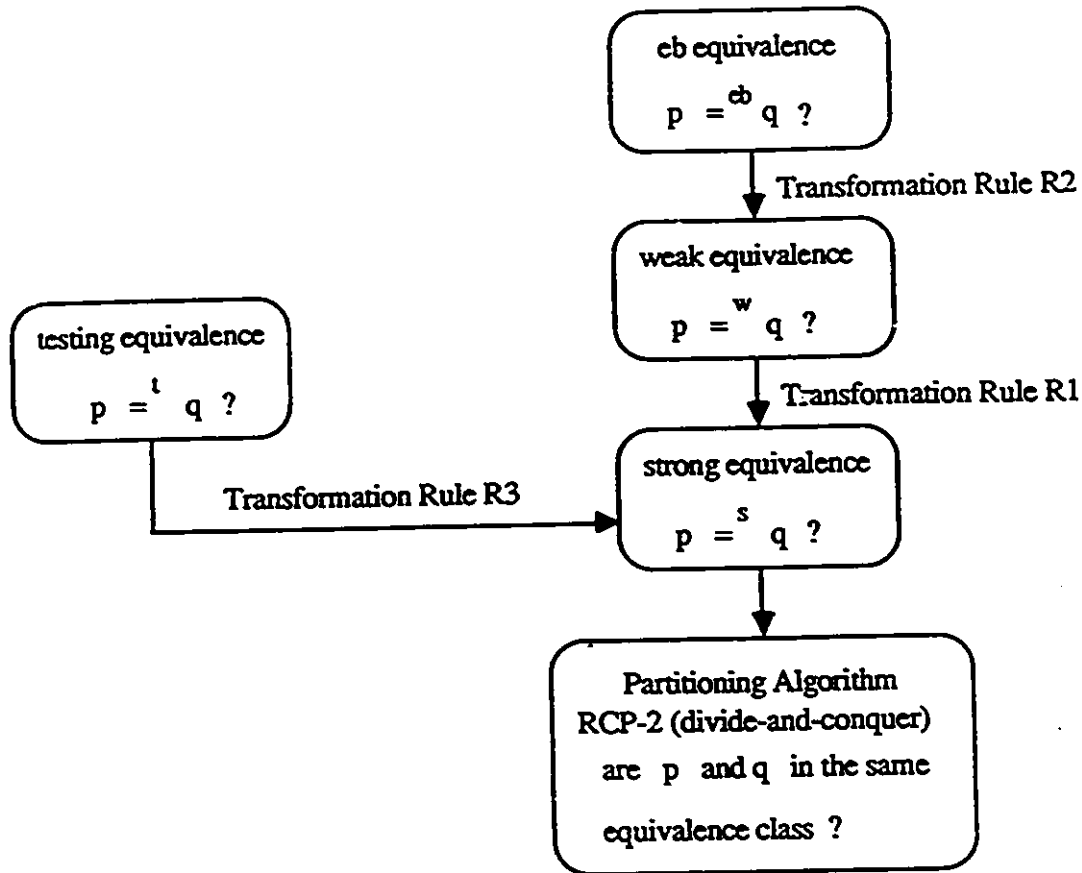 eb equivalence
p =eb q ?
Transformation Rule R2
weak equivalence
p =w q ?
testing equivalence
p =t q ?
Transformation Rule R1
strong equivalence
p =s q ?
Transformation Rule R3
Partitioning Algorithm
RCP-2 (divide-and-conquer)
are p and q in the same
equivalence class ?